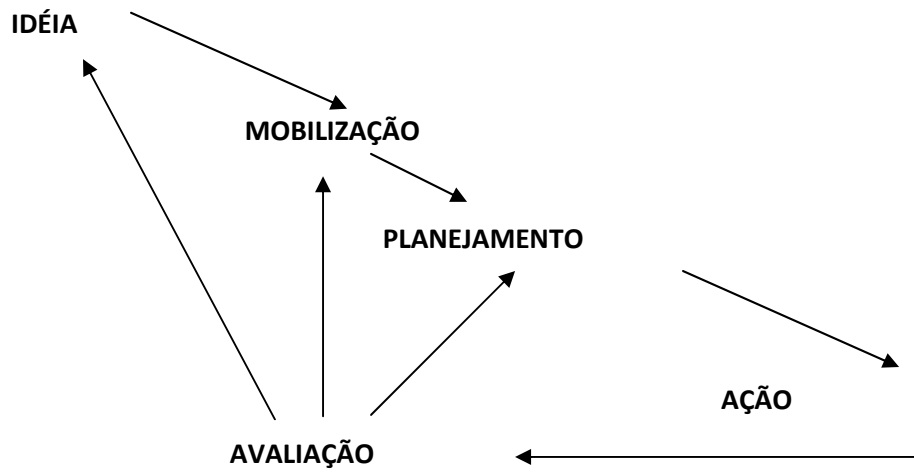 IDÉIA
MOBILIZAÇÃO
PLANEJAMENTO
AÇÃO
AVALIAÇÃO